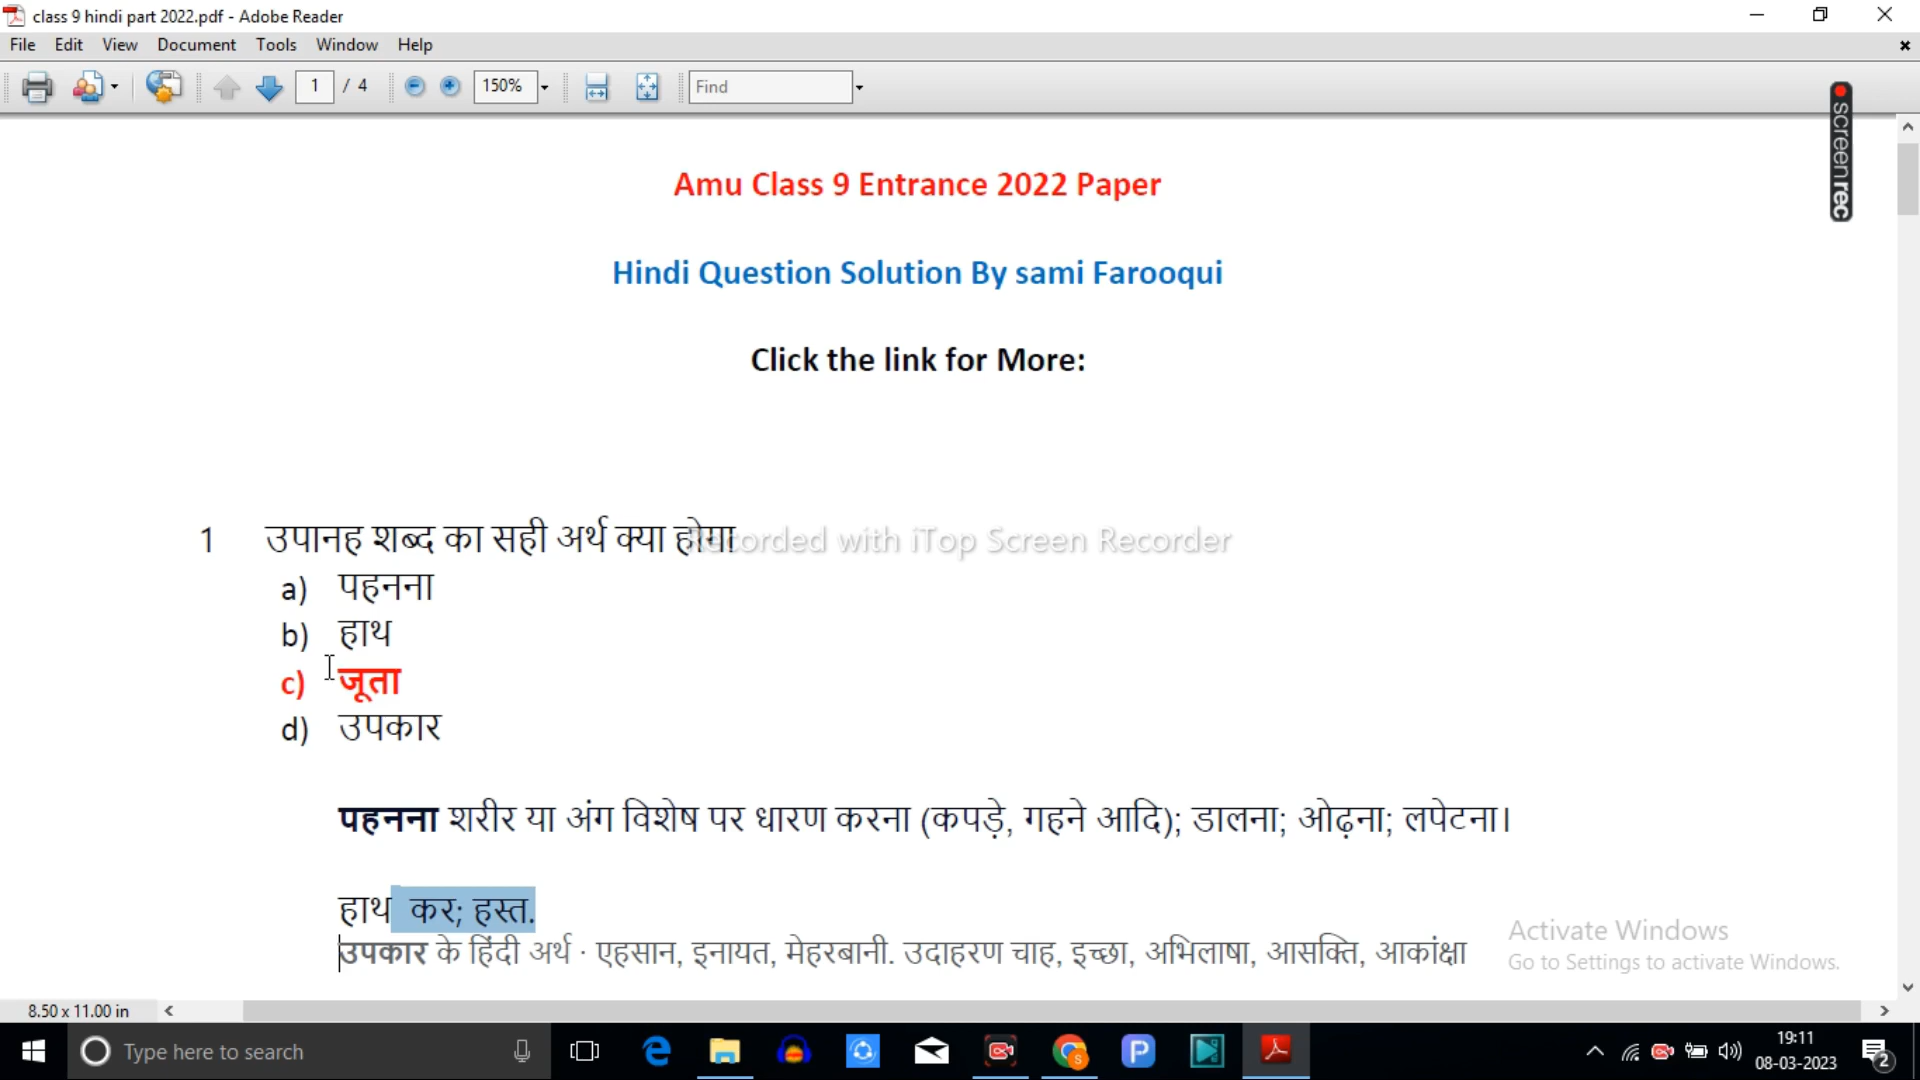 class 9 hindi part 2022.pdf - Adobe Reader
File Edit View Document Tools Window Help
1 / 4 150% Find
screenrec
Amu Class 9 Entrance 2022 Paper
Hindi Question Solution By sami Farooqui
Click the link for More:
1 उपानह शब्द का सही अर्थ क्या होगा
Recorded with iTop Screen Recorder
a) पहनना
b) हाथ
c) जूता
d) उपकार
पहनना शरीर या अंग विशेष पर धारण करना (कपड़े, गहने आदि); डालना; ओढ़ना; लपेटना।
हाथ कर; हस्त.
उपकार के हिंदी अर्थ · एहसान, इनायत, मेहरबानी. उदाहरण चाह, इच्छा, अभिलाषा, आसक्ति, आकांक्षा
Activate Windows
Go to Settings to activate Windows.
8.50 x 11.00 in
Type here to search
19:11
08-03-2023
2